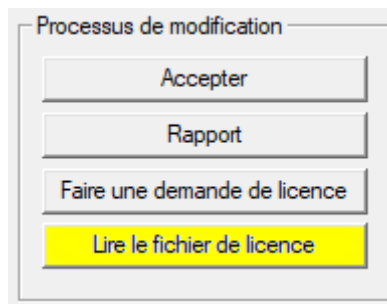 Processus de modification
Accepter
Rapport
Faire une demande de licence
Lire le fichier de licence